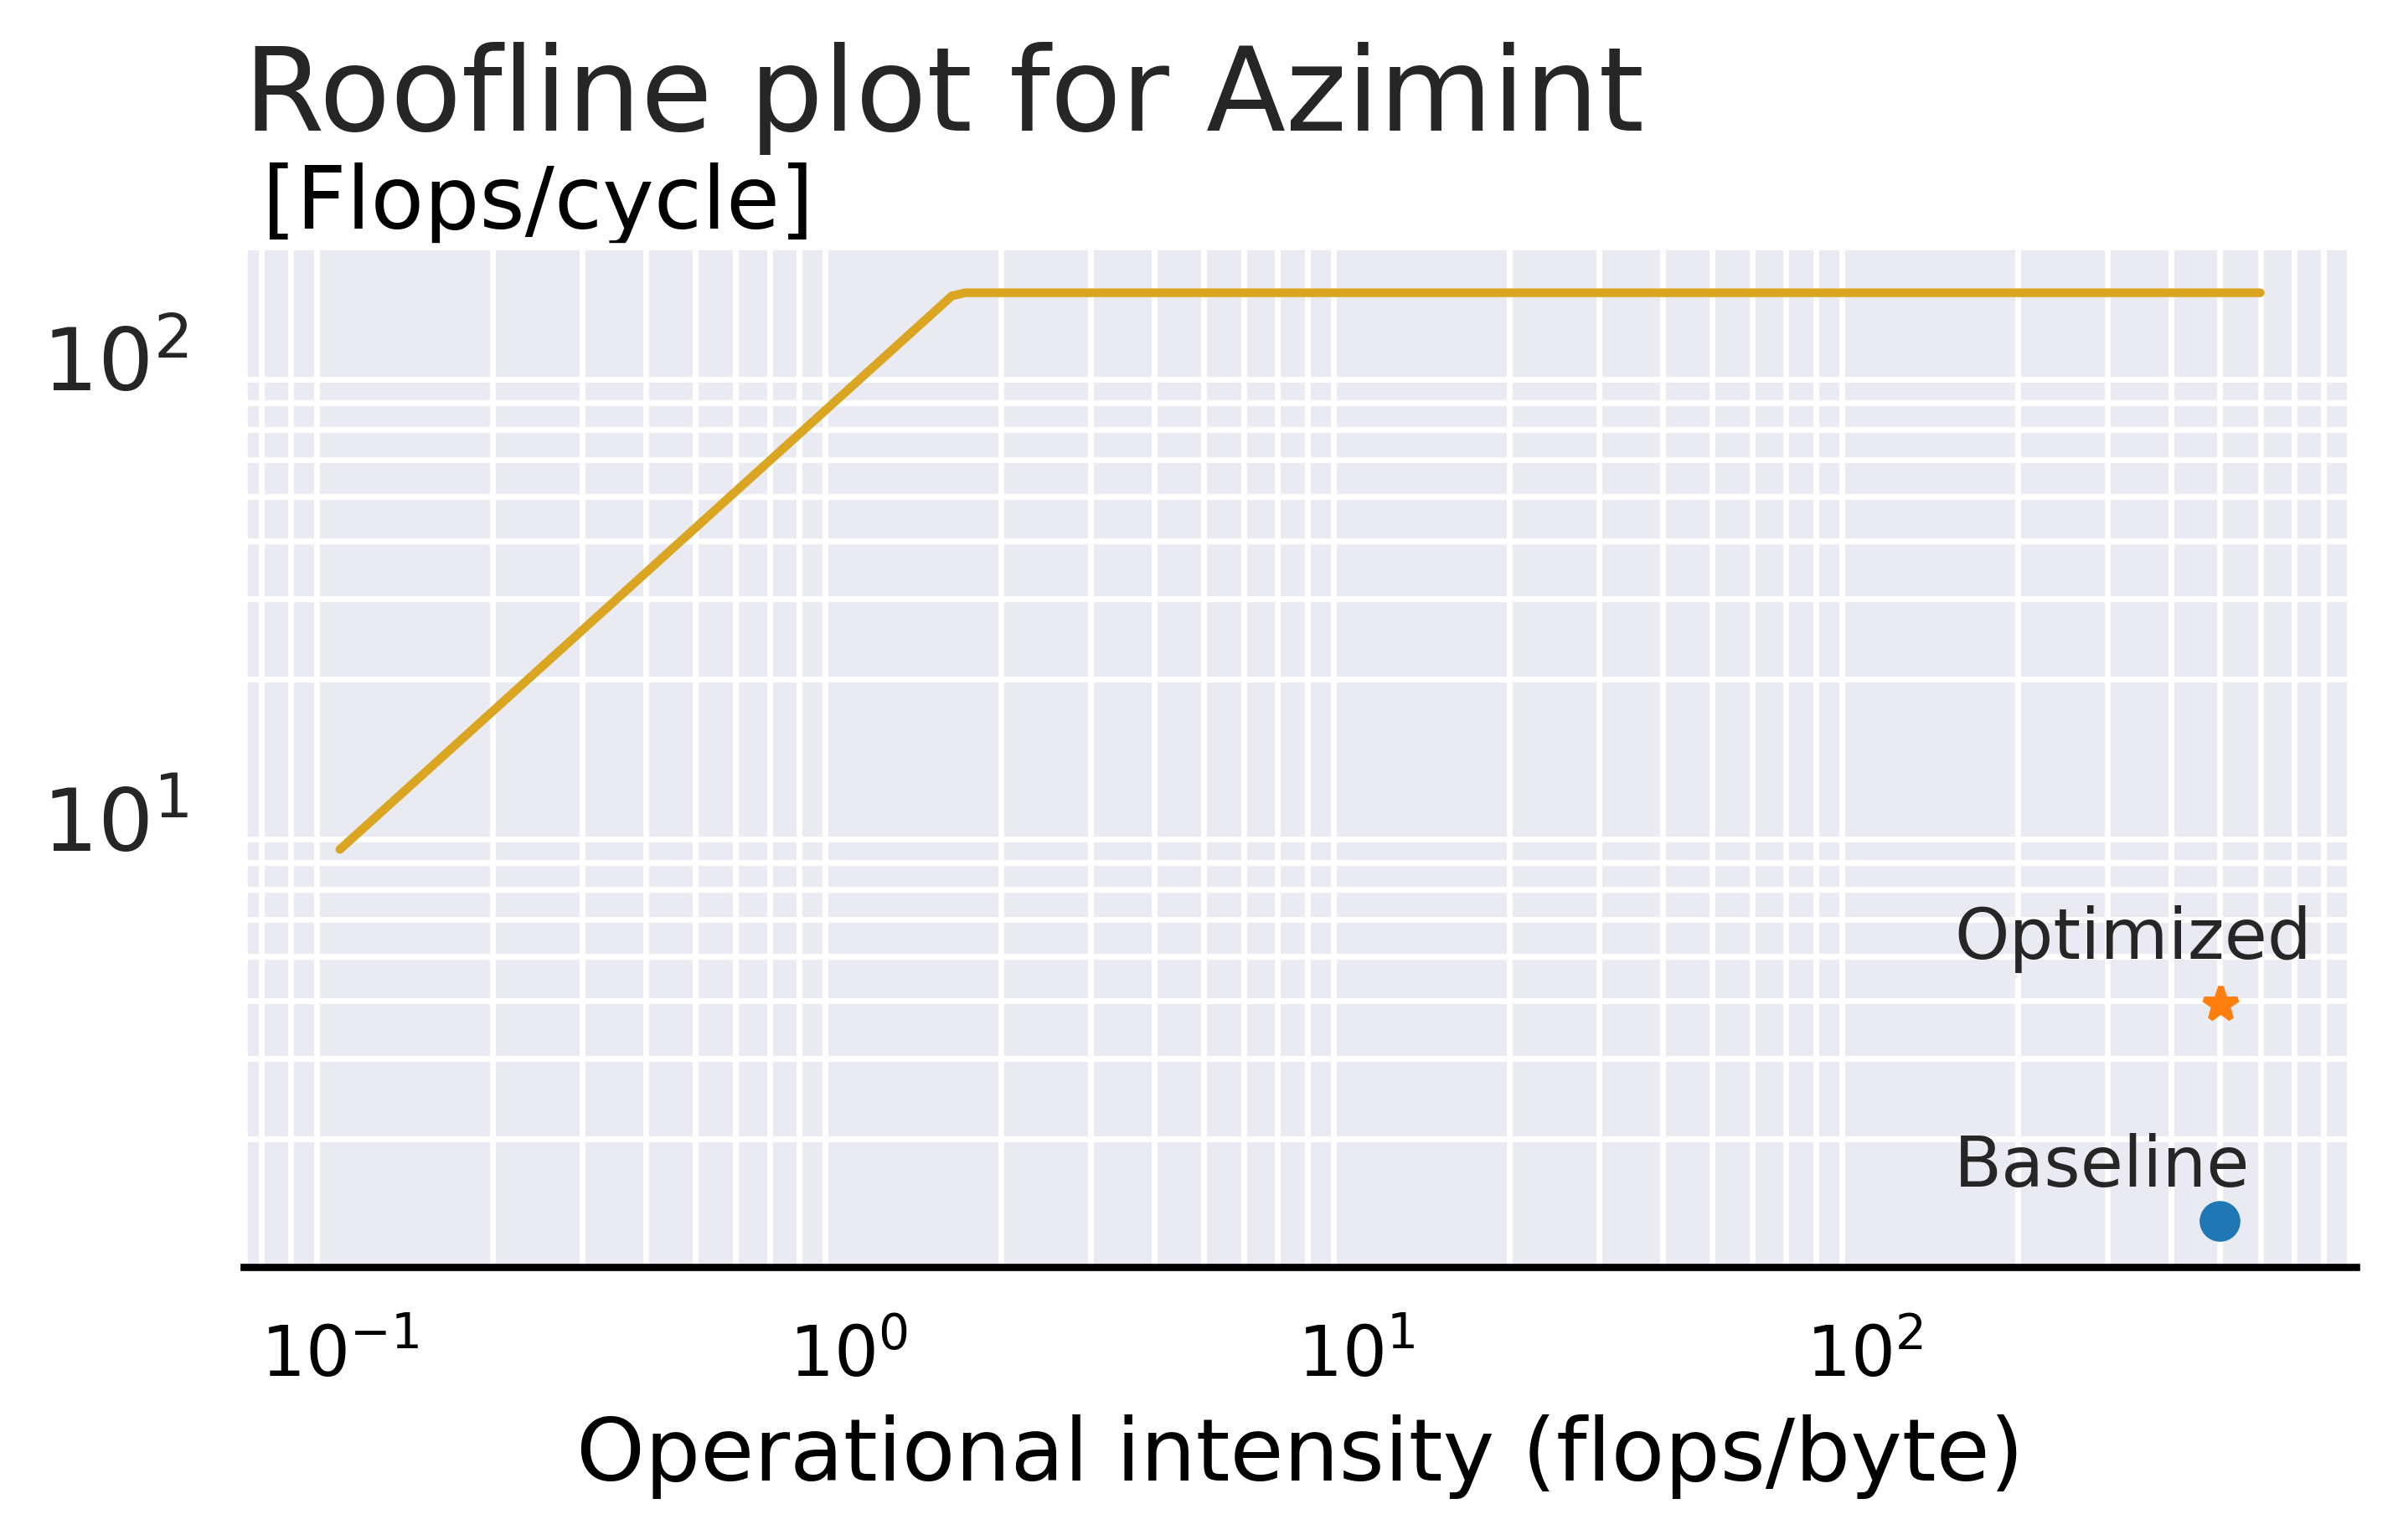 Roofline plot for Azimint
[Flops/cycle]
10²
10¹
Optimized
Baseline
10⁻¹ 10⁰ 10¹ 10²
Operational intensity (flops/byte)